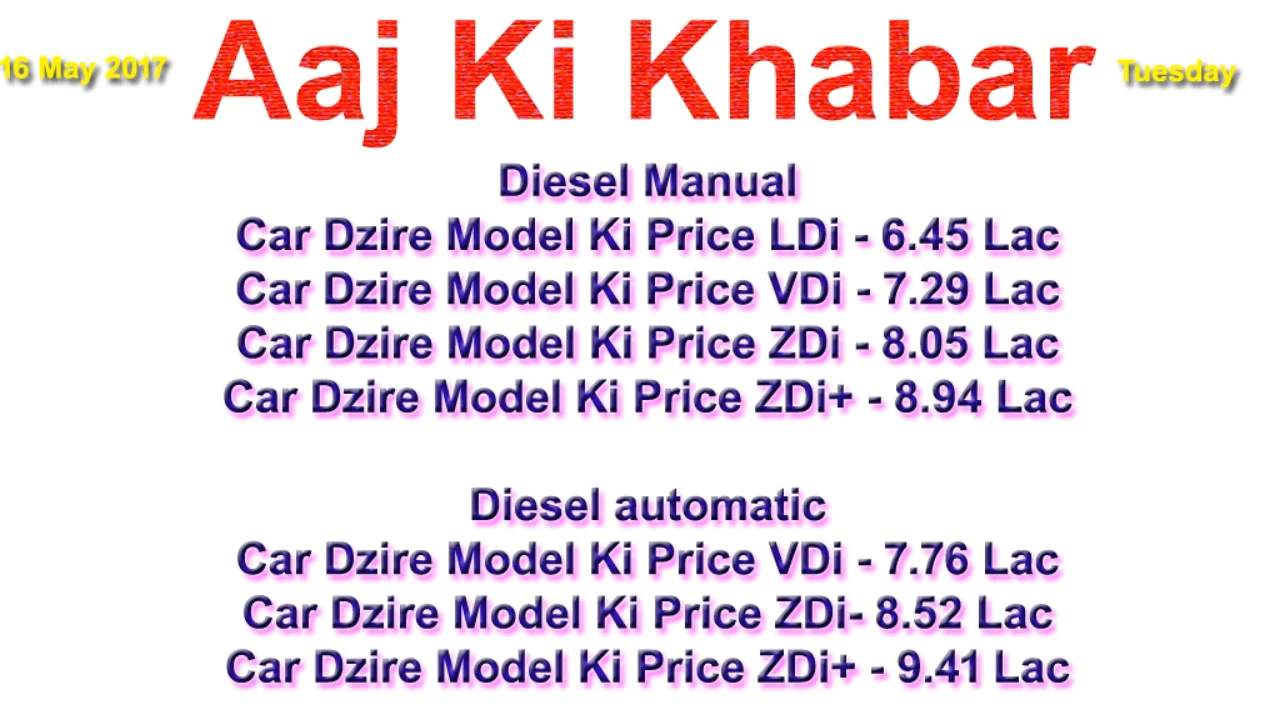 16 May 2017
Aaj Ki Khabar
Tuesday
Diesel Manual
Car Dzire Model Ki Price LDi - 6.45 Lac
Car Dzire Model Ki Price VDi - 7.29 Lac
Car Dzire Model Ki Price ZDi - 8.05 Lac
Car Dzire Model Ki Price ZDi+ - 8.94 Lac
Diesel automatic
Car Dzire Model Ki Price VDi - 7.76 Lac
Car Dzire Model Ki Price ZDi- 8.52 Lac
Car Dzire Model Ki Price ZDi+ - 9.41 Lac